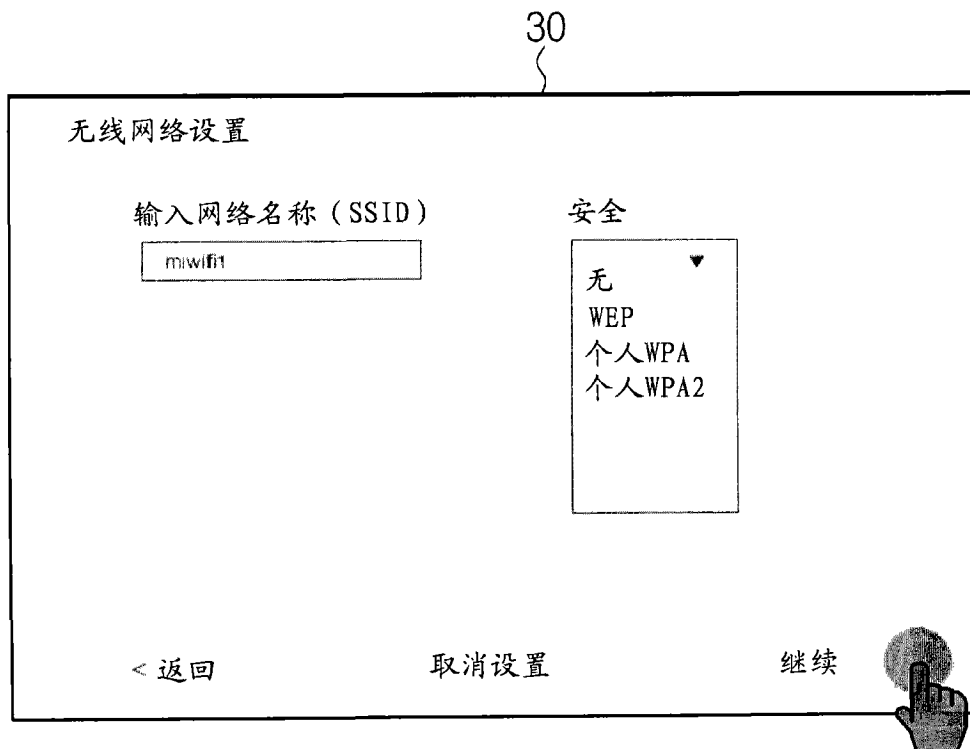 30
无线网络设置
输入网络名称（SSID） 安全
miwifi1 ▼
无
WEP
个人WPA
个人WPA2
< 返回 取消设置 继续